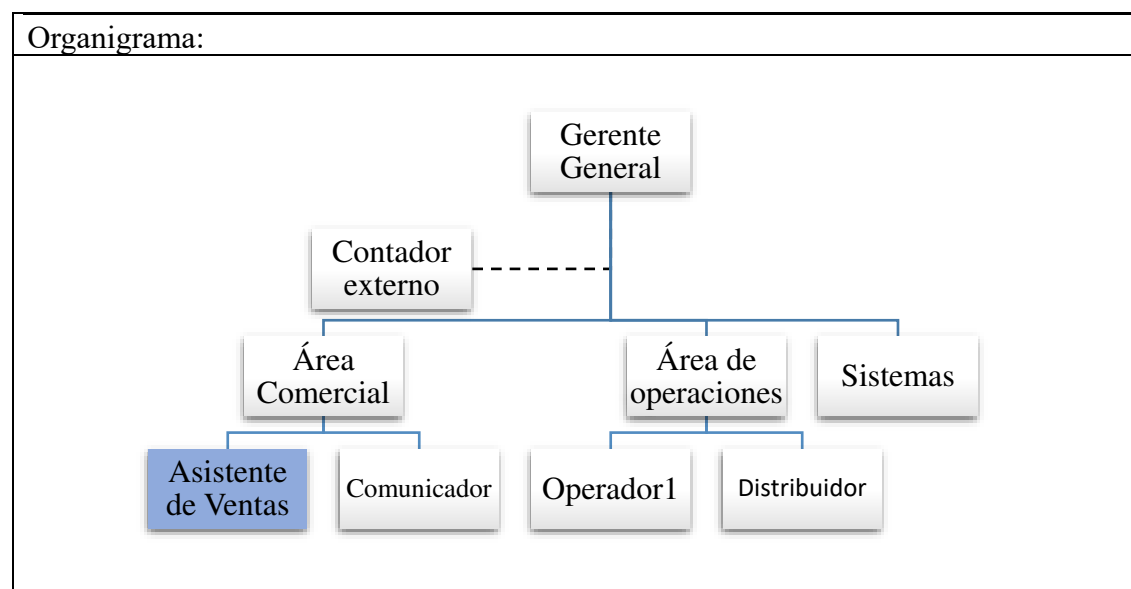 Organigrama:
Gerente
General
Contador
externo
Área
Comercial
Área de
operaciones
Sistemas
Asistente
de Ventas
Comunicador
Operador1
Distribuidor